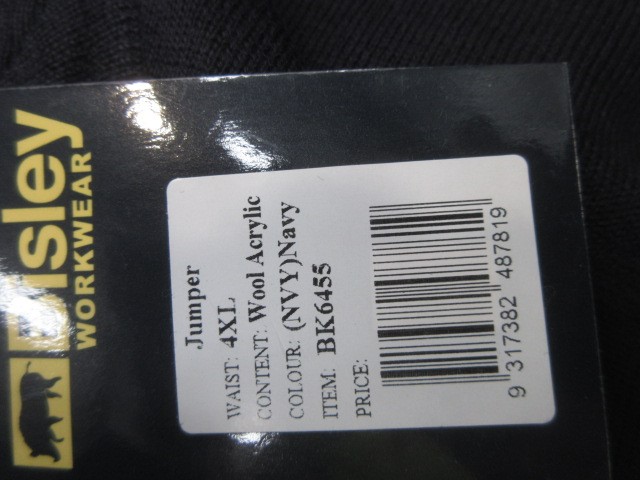 Bisley
WORKWEAR
Jumper
WAIST: 4XL
CONTENT: Wool Acrylic
COLOUR: (NVY)Navy
ITEM: BK6455
PRICE:
9 317382 487819